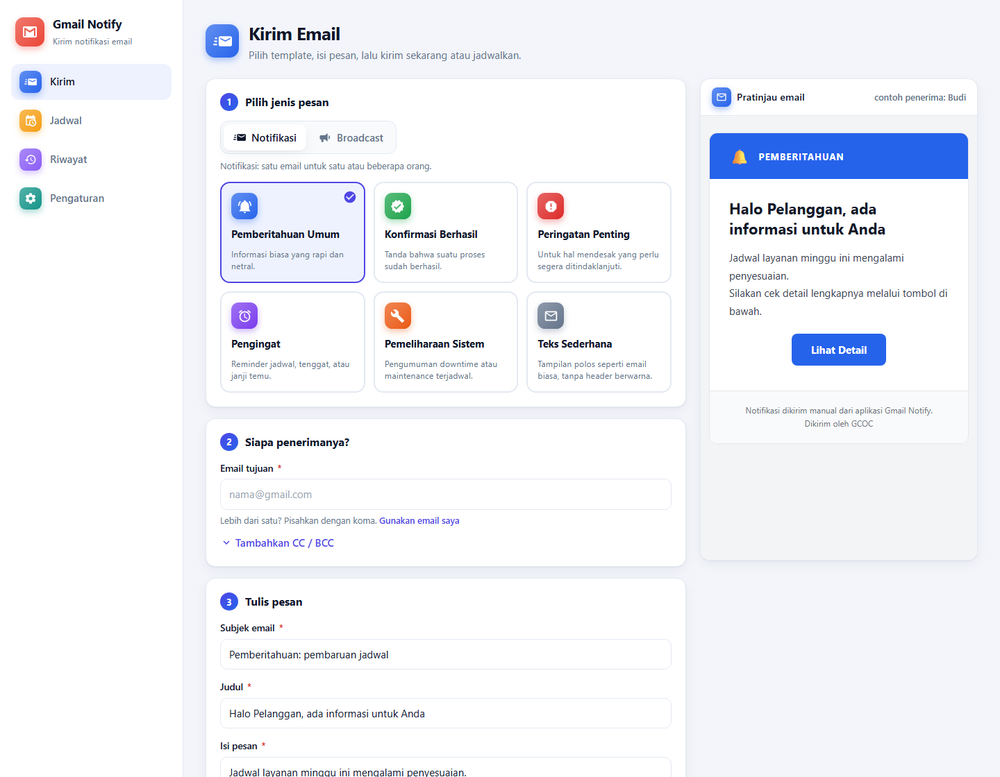 Gmail Notify
Kirim notifikasi email
Kirim
Jadwal
Riwayat
Pengaturan
Kirim Email
Pilih template, isi pesan, lalu kirim sekarang atau jadwalkan.
1 Pilih jenis pesan
Notifikasi
Broadcast
Notifikasi: satu email untuk satu atau beberapa orang.
Pemberitahuan Umum
Informasi biasa yang rapi dan
netral.
Konfirmasi Berhasil
Tanda bahwa suatu proses
sudah berhasil.
Peringatan Penting
Untuk hal mendesak yang perlu
segera ditindaklanjuti.
Pengingat
Reminder jadwal, tenggat, atau
janji temu.
Pemeliharaan Sistem
Pengumuman downtime atau
maintenance terjadwal.
Teks Sederhana
Tampilan polos seperti email
biasa, tanpa header berwarna.
2 Siapa penerimanya?
Email tujuan *
nama@gmail.com
Lebih dari satu? Pisahkan dengan koma. Gunakan email saya
Tambahkan CC / BCC
3 Tulis pesan
Subjek email *
Pemberitahuan: pembaruan jadwal
Judul *
Halo Pelanggan, ada informasi untuk Anda
Isi pesan *
Jadwal layanan minggu ini mengalami penyesuaian.
Pratinjau email
contoh penerima: Budi
PEMBERITAHUAN
Halo Pelanggan, ada
informasi untuk Anda
Jadwal layanan minggu ini mengalami
penyesuaian.
Silakan cek detail lengkapnya melalui tombol di
bawah.
Lihat Detail
Notifikasi dikirim manual dari aplikasi Gmail Notify.
Dikirim oleh GCOC